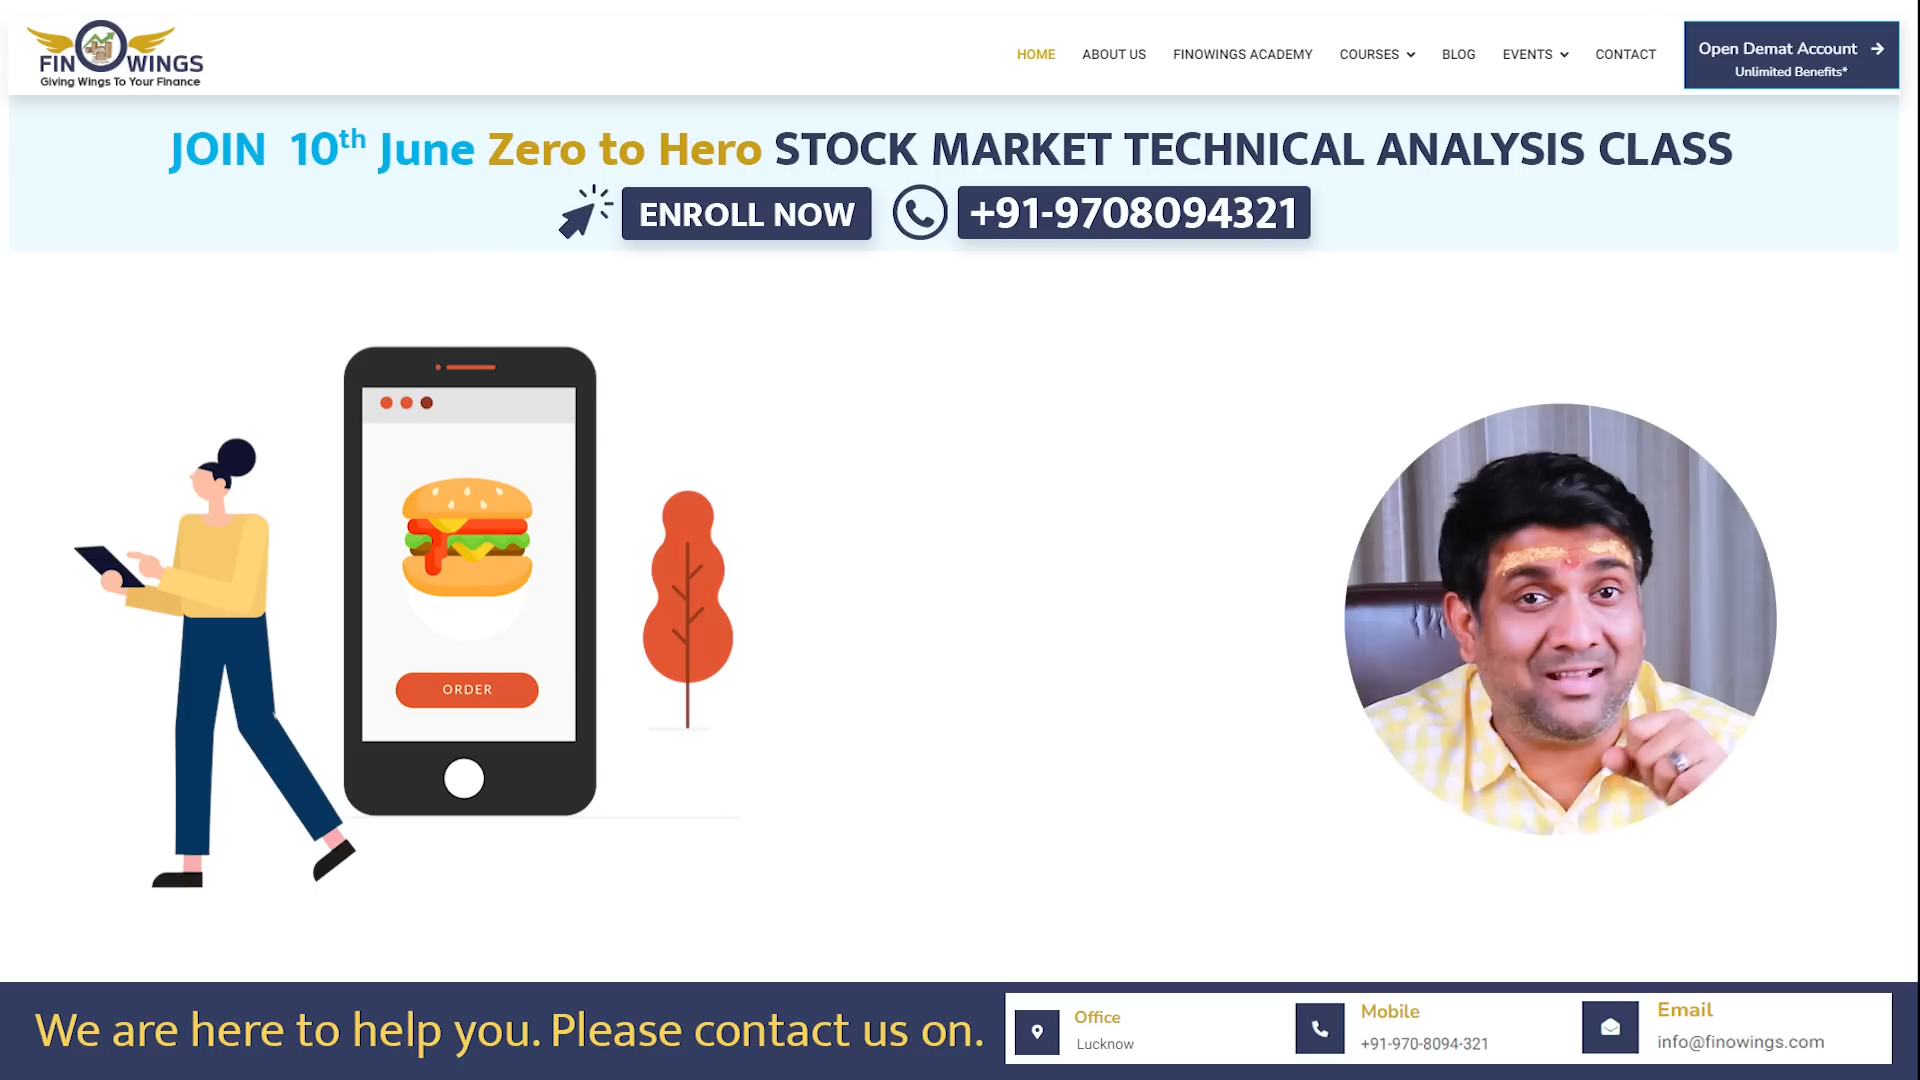 FINOWINGS
Giving Wings To Your Finance
HOME ABOUT US FINOWINGS ACADEMY COURSES BLOG EVENTS CONTACT
Open Demat Account
Unlimited Benefits*
JOIN 10th June Zero to Hero STOCK MARKET TECHNICAL ANALYSIS CLASS
ENROLL NOW +91-9708094321
ORDER
We are here to help you. Please contact us on.
Office
Lucknow
Mobile
+91-970-8094-321
Email
info@finowings.com